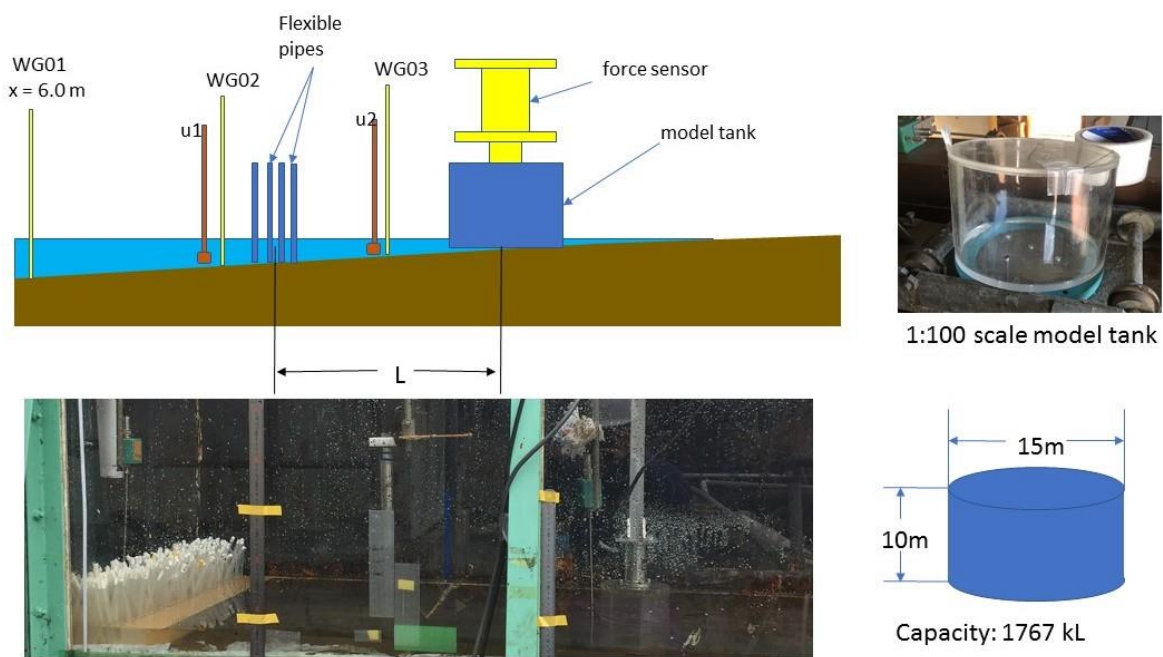 Flexible
pipes
WG01
x = 6.0 m
WG02
u1
u2
WG03
force sensor
model tank
L
1:100 scale model tank
15m
10m
Capacity: 1767 kL